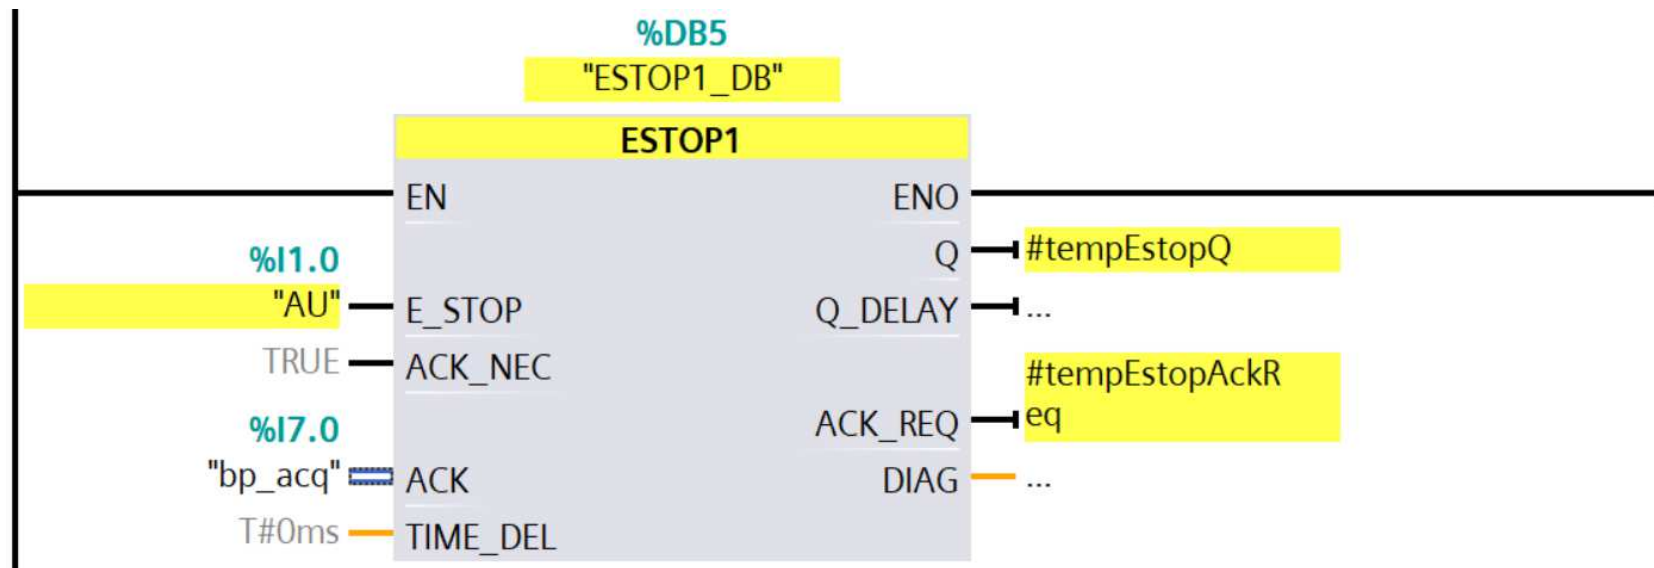 %DB5
"ESTOP1_DB"
ESTOP1
EN ENO
Q #tempEstopQ
%I1.0
"AU" E_STOP Q_DELAY ...
TRUE ACK_NEC
#tempEstopAckR
ACK_REQ eq
%I7.0
"bp_acq" ACK DIAG ...
T#0ms TIME_DEL